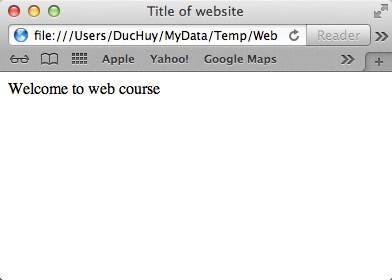 Title of website
file:///Users/DucHuy/MyData/Temp/Web
Reader
Apple Yahoo! Google Maps
Welcome to web course